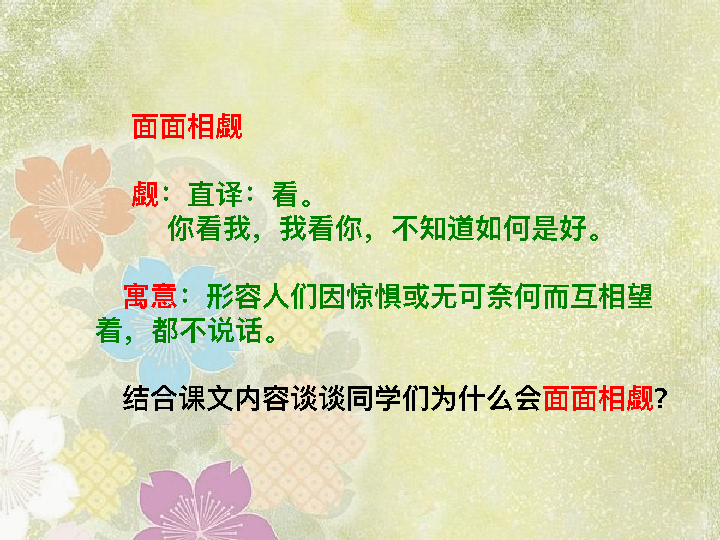 面面相觑
觑：直译：看。
你看我，我看你，不知道如何是好。
寓意：形容人们因惊惧或无可奈何而互相望
着，都不说话。
结合课文内容谈谈同学们为什么会面面相觑?